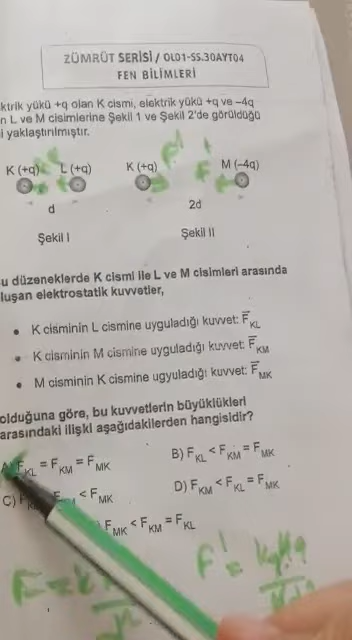 ZÜMRÜT SERİSİ / OL01-SS.30AYT04
FEN BİLİMLERİ
ktrik yükü +q olan K cismi, elektrik yükü +q ve -4q
n L ve M cisimlerine Şekil 1 ve Şekil 2'de görüldüğü
i yaklaştırılmıştır.
K (+q) L (+q) K (+q) F' F M (-4q)
d 2d
Şekil I Şekil II
u düzeneklerde K cismi ile L ve M cisimleri arasında
luşan elektrostatik kuvvetler,
• K cisminin L cismine uyguladığı kuvvet: F⃗KL
• K cisminin M cismine uyguladığı kuvvet: F⃗KM
• M cisminin K cismine ugyuladığı kuvvet: F⃗MK
olduğuna göre, bu kuvvetlerin büyüklükleri
arasındaki ilişki aşağıdakilerden hangisidir?
A) FKL = FKM = FMK B) FKL < FKM = FMK
C) < FMK D) FKM < FKL = FMK
FMK < FKM = FKL
F = k F' =